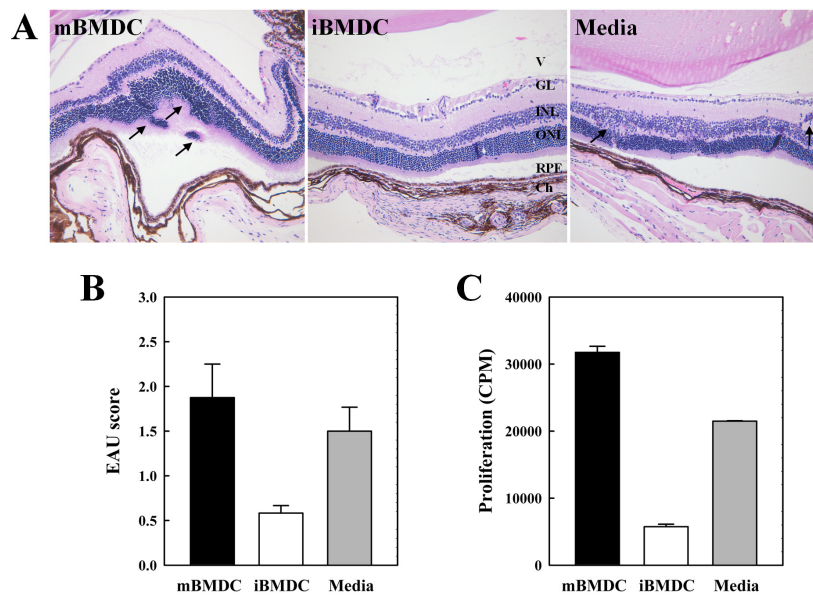 A
mBMDC
iBMDC
Media
V
GL
INL
ONL
RPE
Ch
B
EAU score
3.0
2.5
2.0
1.5
1.0
0.5
0.0
mBMDC iBMDC Media
C
Proliferation (CPM)
40000
30000
20000
10000
0
mBMDC iBMDC Media